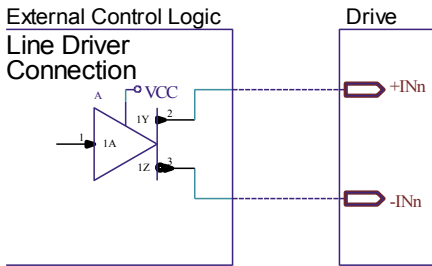 External Control Logic
Drive
Line Driver
Connection
A
VCC
+INn
1Y
2
1
1A
1Z
3
-INn